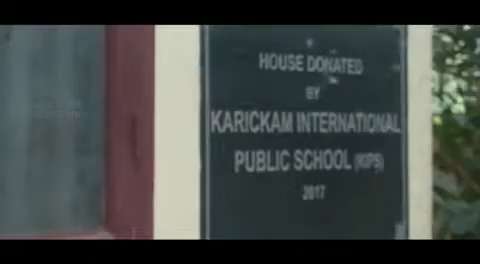 HOUSE DONATED
BY
KARICKAM INTERNATIONAL
PUBLIC SCHOOL (KIPS)
2017